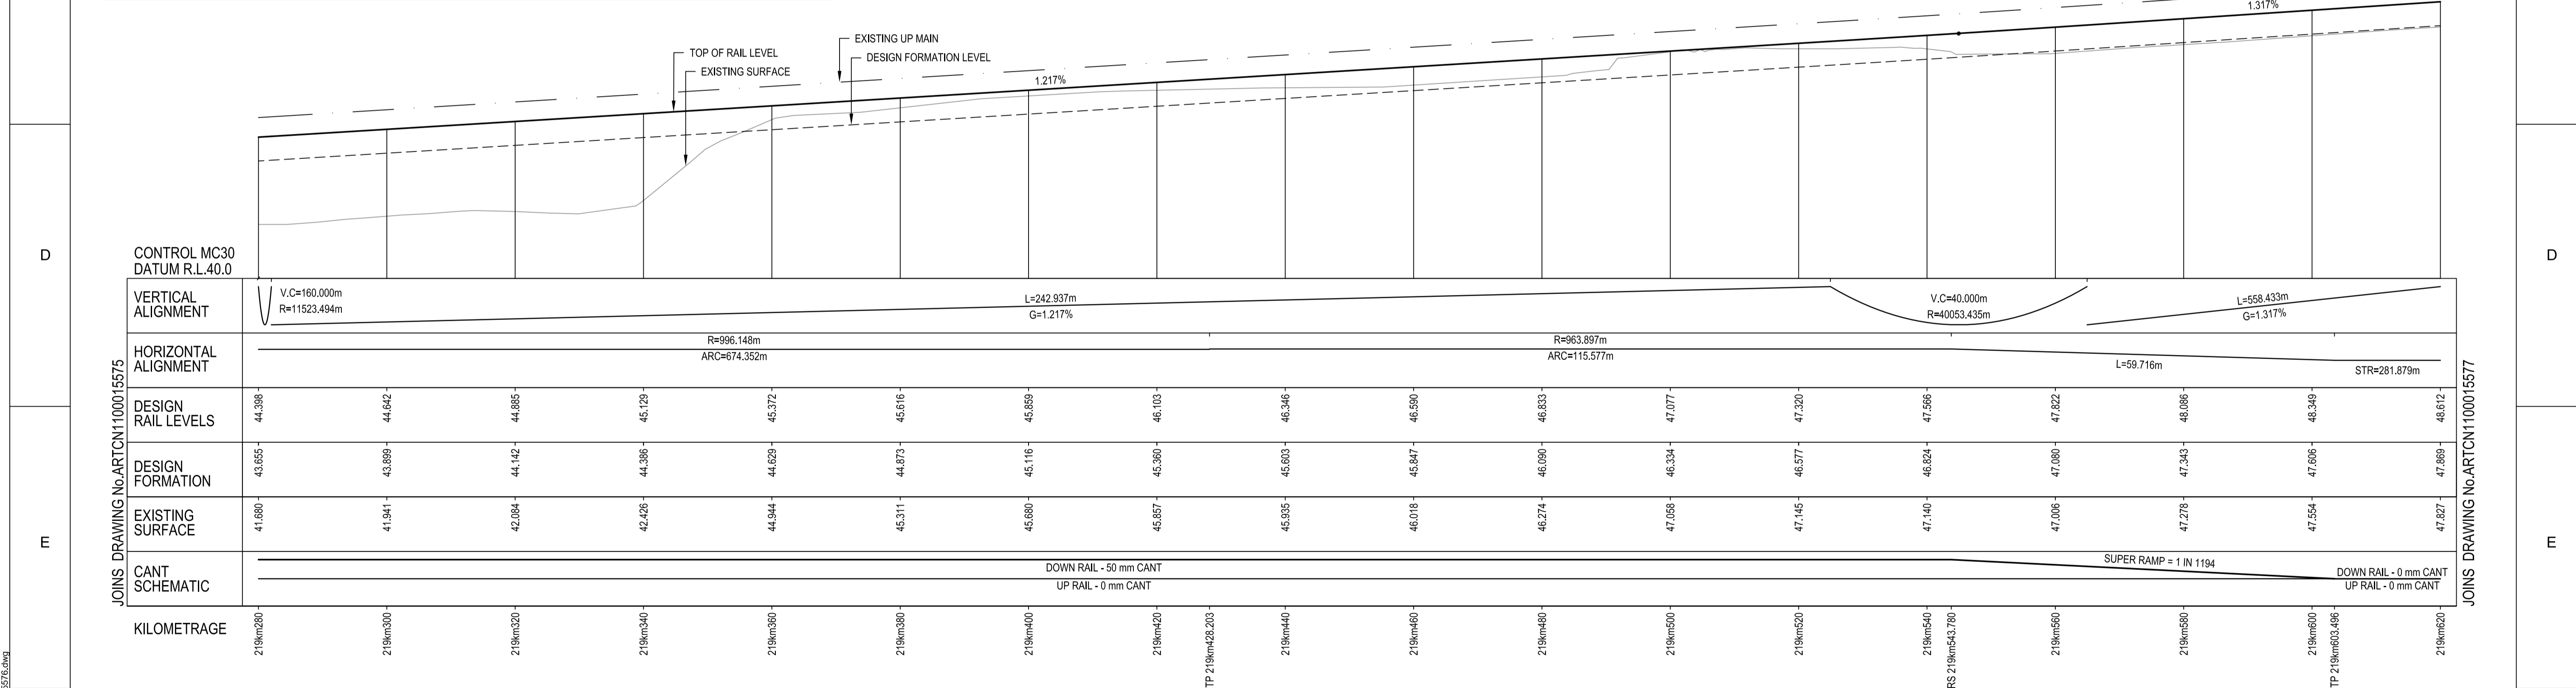 1.317%
EXISTING UP MAIN
TOP OF RAIL LEVEL
DESIGN FORMATION LEVEL
EXISTING SURFACE
1.217%
D
D
CONTROL MC30
DATUM R.L.40.0
VERTICAL
ALIGNMENT
V.C=160.000m
R=11523.494m
L=242.937m
G=1.217%
V.C=40.000m
R=40053.435m
L=558.433m
G=1.317%
HORIZONTAL
ALIGNMENT
R=996.148m
ARC=674.352m
R=963.897m
ARC=115.577m
L=59.716m
STR=281.879m
DESIGN
RAIL LEVELS
44.398 44.642 44.885 45.129 45.372 45.616 45.859 46.103 46.346 46.590 46.833 47.077 47.320 47.566 47.822 48.086 48.349 48.612
DESIGN
FORMATION
43.655 43.899 44.142 44.386 44.629 44.873 45.116 45.360 45.603 45.847 46.090 46.334 46.577 46.824 47.080 47.343 47.606 47.869
EXISTING
SURFACE
41.680 41.941 42.084 42.426 44.944 45.311 45.680 45.857 45.935 46.018 46.274 47.058 47.145 47.140 47.006 47.278 47.554 47.827
CANT
SCHEMATIC
DOWN RAIL - 50 mm CANT
UP RAIL - 0 mm CANT
SUPER RAMP = 1 IN 1194
DOWN RAIL - 0 mm CANT
UP RAIL - 0 mm CANT
KILOMETRAGE
219km280 219km300 219km320 219km340 219km360 219km380 219km400 219km420 TP 219km428.203 219km440 219km460 219km480 219km500 219km520 219km540 RS 219km543.780 219km560 219km580 219km600 TP 219km603.496 219km620
JOINS DRAWING No.ARTCN1100015575
JOINS DRAWING No.ARTCN1100015577
E
E
5576.dwg